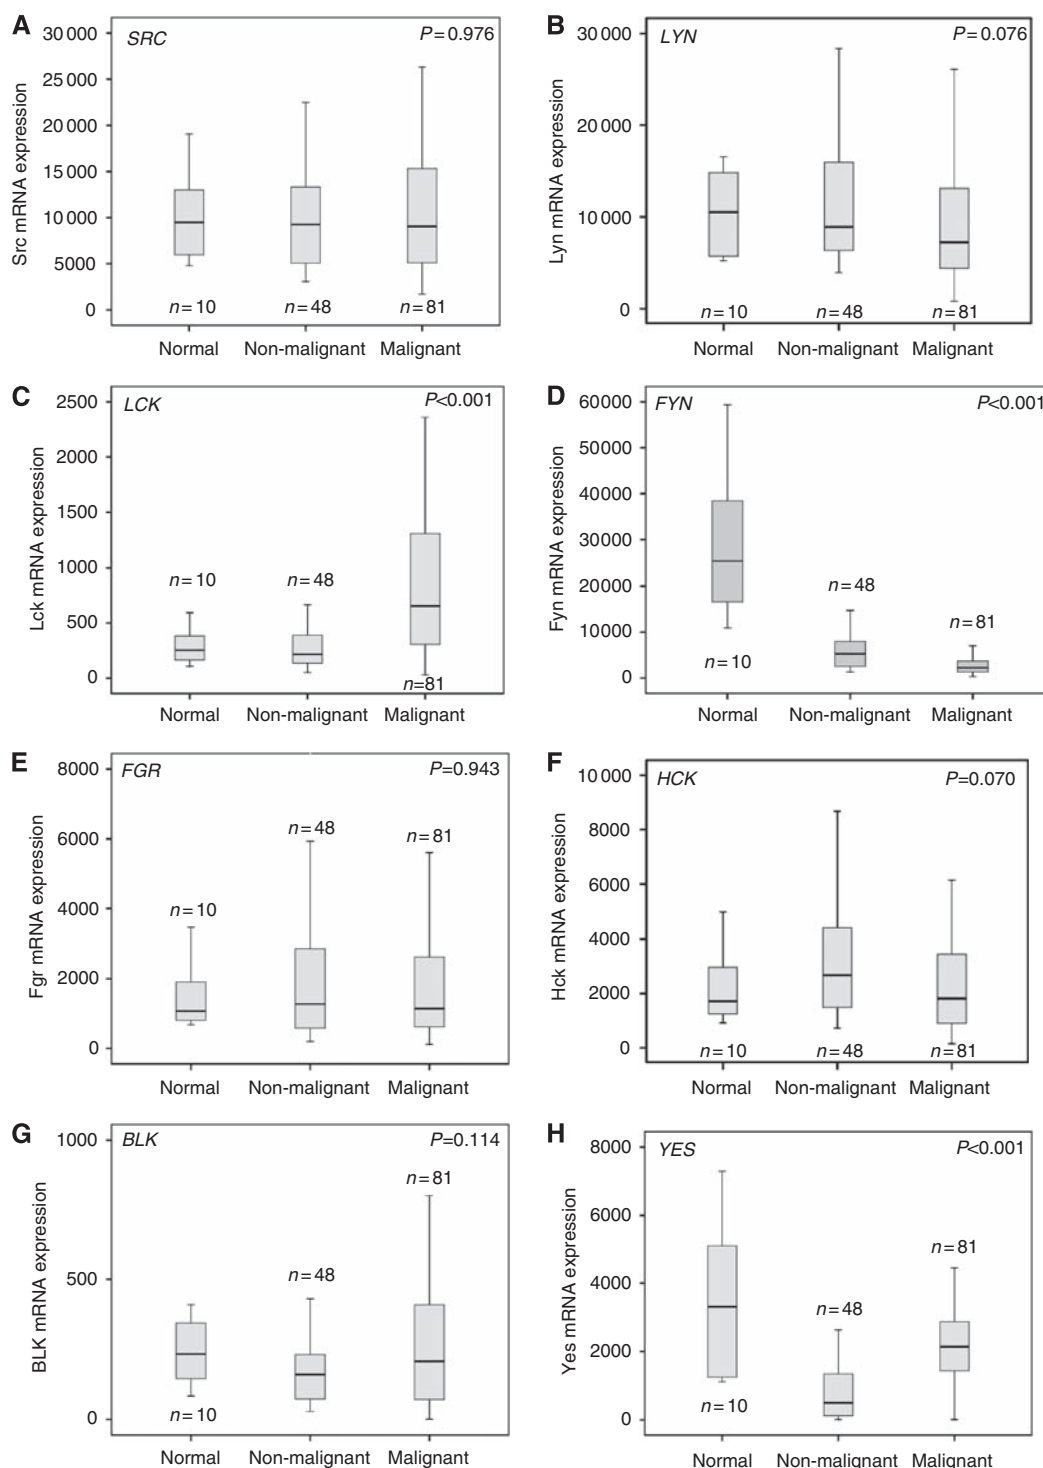 A
SRC
P=0.976
Src mRNA expression
30 000
25 000
20 000
15 000
10 000
5000
0
n=10
n=48
n=81
Normal
Non-malignant
Malignant
B
LYN
P=0.076
Lyn mRNA expression
30 000
20 000
10 000
0
n=10
n=48
n=81
Normal
Non-malignant
Malignant
C
LCK
P<0.001
Lck mRNA expression
2500
2000
1500
1000
500
0
n=10
n=48
n=81
Normal
Non-malignant
Malignant
D
FYN
P<0.001
Fyn mRNA expression
60000
50000
40000
30000
20000
10000
0
n=10
n=48
n=81
Normal
Non-malignant
Malignant
E
FGR
P=0.943
Fgr mRNA expression
8000
6000
4000
2000
0
n=10
n=48
n=81
Normal
Non-malignant
Malignant
F
HCK
P=0.070
Hck mRNA expression
10 000
8000
6000
4000
2000
0
n=10
n=48
n=81
Normal
Non-malignant
Malignant
G
BLK
P=0.114
BLK mRNA expression
1000
500
0
n=10
n=48
n=81
Normal
Non-malignant
Malignant
H
YES
P<0.001
Yes mRNA expression
8000
6000
4000
2000
0
n=10
n=48
n=81
Normal
Non-malignant
Malignant